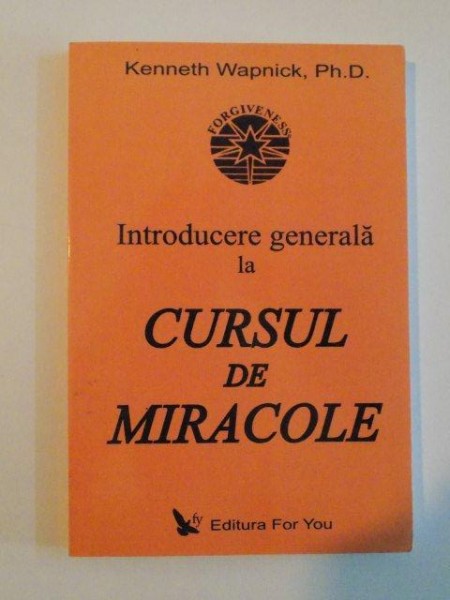 Kenneth Wapnick, Ph.D.
FORGIVENESS
Introducere generală
la
CURSUL
DE
MIRACOLE
fy Editura For You